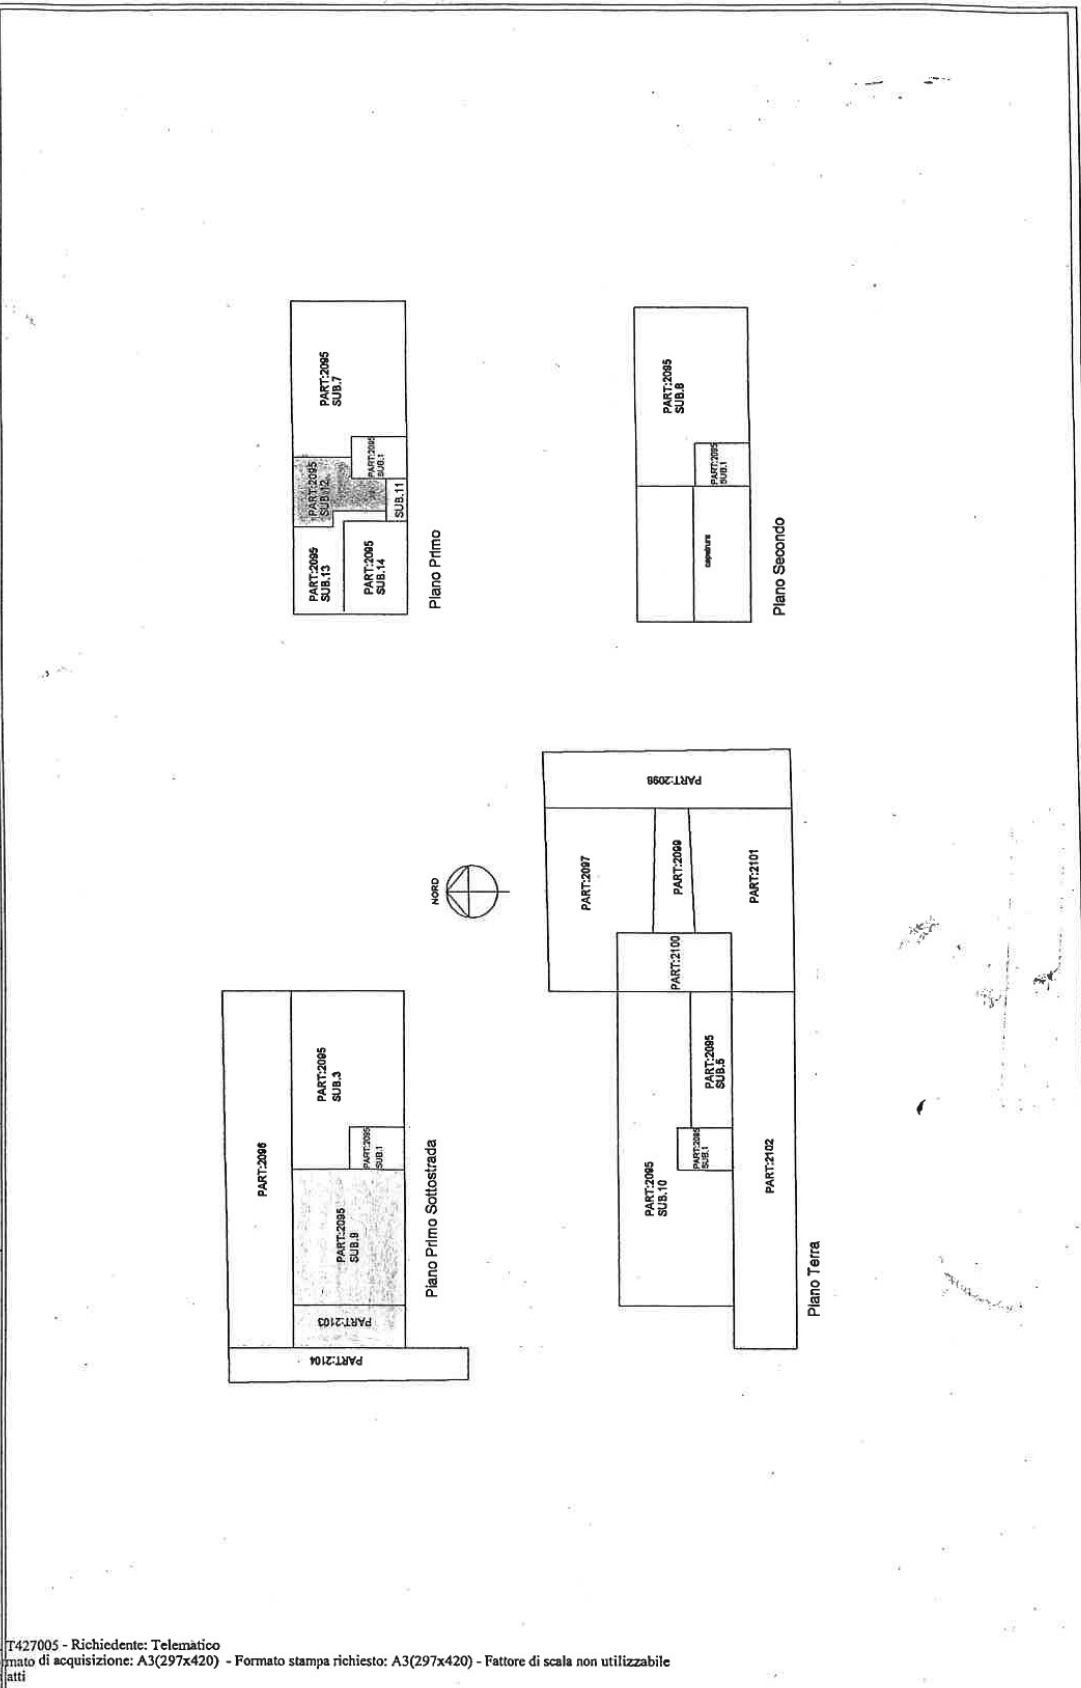 PART:2095
SUB.7
PART:2095
SUB.1
PART:2095
SUB.12
SUB.11
PART:2095
SUB.13
PART:2095
SUB.14
Piano Primo
PART:2095
SUB.8
PART:2095
SUB.1
copertura
Piano Secondo
NORD
PART:2096
PART:2095
SUB.3
PART:2095
SUB.1
PART:2095
SUB.9
PART:2103
PART:2104
Piano Primo Sottostrada
PART:2098
PART:2097
PART:2099
PART:2101
PART:2100
PART:2095
SUB.5
PART:2095
SUB.1
PART:2095
SUB.10
PART:2102
Piano Terra
T427005 - Richiedente: Telematico
mato di acquisizione: A3(297x420) - Formato stampa richiesto: A3(297x420) - Fattore di scala non utilizzabile
atti